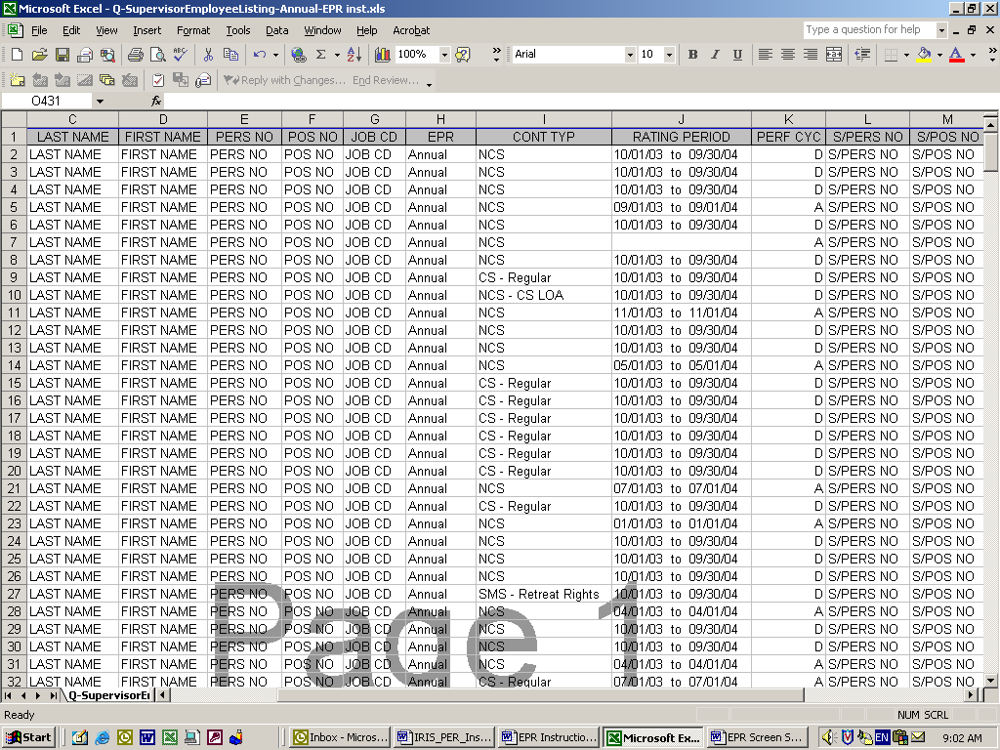 Microsoft Excel - Q-SupervisorEmployeeListing-Annual-EPR inst.xls
File Edit View Insert Format Tools Data Window Help Acrobat Type a question for help
100% Arial 10 B I U
Reply with Changes... End Review...
O431 fx
C D E F G H I J K L M
1 LAST NAME FIRST NAME PERS NO POS NO JOB CD EPR CONT TYP RATING PERIOD PERF CYC S/PERS NO S/POS NO
2 LAST NAME FIRST NAME PERS NO POS NO JOB CD Annual NCS 10/01/03 to 09/30/04 D S/PERS NO S/POS NO
3 LAST NAME FIRST NAME PERS NO POS NO JOB CD Annual NCS 10/01/03 to 09/30/04 D S/PERS NO S/POS NO
4 LAST NAME FIRST NAME PERS NO POS NO JOB CD Annual NCS 10/01/03 to 09/30/04 D S/PERS NO S/POS NO
5 LAST NAME FIRST NAME PERS NO POS NO JOB CD Annual NCS 09/01/04 to 09/01/04 A S/PERS NO S/POS NO
6 LAST NAME FIRST NAME PERS NO POS NO JOB CD Annual NCS 10/01/03 to 09/30/04 D S/PERS NO S/POS NO
7 LAST NAME FIRST NAME PERS NO POS NO JOB CD Annual NCS A S/PERS NO S/POS NO
8 LAST NAME FIRST NAME PERS NO POS NO JOB CD Annual NCS 10/01/03 to 09/30/04 D S/PERS NO S/POS NO
9 LAST NAME FIRST NAME PERS NO POS NO JOB CD Annual CS - Regular 10/01/03 to 09/30/04 D S/PERS NO S/POS NO
10 LAST NAME FIRST NAME PERS NO POS NO JOB CD Annual NCS - CS LOA 10/01/03 to 09/30/04 D S/PERS NO S/POS NO
11 LAST NAME FIRST NAME PERS NO POS NO JOB CD Annual NCS 11/01/03 to 11/01/04 A S/PERS NO S/POS NO
12 LAST NAME FIRST NAME PERS NO POS NO JOB CD Annual NCS 10/01/03 to 09/30/04 D S/PERS NO S/POS NO
13 LAST NAME FIRST NAME PERS NO POS NO JOB CD Annual NCS 10/01/03 to 09/30/04 D S/PERS NO S/POS NO
14 LAST NAME FIRST NAME PERS NO POS NO JOB CD Annual NCS 05/01/04 to 05/01/04 A S/PERS NO S/POS NO
15 LAST NAME FIRST NAME PERS NO POS NO JOB CD Annual CS - Regular 10/01/03 to 09/30/04 D S/PERS NO S/POS NO
16 LAST NAME FIRST NAME PERS NO POS NO JOB CD Annual CS - Regular 10/01/03 to 09/30/04 D S/PERS NO S/POS NO
17 LAST NAME FIRST NAME PERS NO POS NO JOB CD Annual CS - Regular 10/01/03 to 09/30/04 D S/PERS NO S/POS NO
18 LAST NAME FIRST NAME PERS NO POS NO JOB CD Annual CS - Regular 10/01/03 to 09/30/04 D S/PERS NO S/POS NO
19 LAST NAME FIRST NAME PERS NO POS NO JOB CD Annual CS - Regular 10/01/03 to 09/30/04 D S/PERS NO S/POS NO
20 LAST NAME FIRST NAME PERS NO POS NO JOB CD Annual CS - Regular 10/01/03 to 09/30/04 D S/PERS NO S/POS NO
21 LAST NAME FIRST NAME PERS NO POS NO JOB CD Annual NCS 07/01/04 to 07/01/04 A S/PERS NO S/POS NO
22 LAST NAME FIRST NAME PERS NO POS NO JOB CD Annual CS - Regular 10/01/03 to 09/30/04 D S/PERS NO S/POS NO
23 LAST NAME FIRST NAME PERS NO POS NO JOB CD Annual NCS 01/01/04 to 01/01/04 A S/PERS NO S/POS NO
24 LAST NAME FIRST NAME PERS NO POS NO JOB CD Annual NCS 10/01/03 to 09/30/04 D S/PERS NO S/POS NO
25 LAST NAME FIRST NAME PERS NO POS NO JOB CD Annual NCS 10/01/03 to 09/30/04 D S/PERS NO S/POS NO
26 LAST NAME FIRST NAME PERS NO POS NO JOB CD Annual NCS 10/01/03 to 09/30/04 D S/PERS NO S/POS NO
27 LAST NAME FIRST NAME PERS NO POS NO JOB CD Annual SMS - Retreat Rights 10/01/03 to 09/30/04 D S/PERS NO S/POS NO
28 LAST NAME FIRST NAME PERS NO POS NO JOB CD Annual NCS 04/01/04 to 04/01/04 A S/PERS NO S/POS NO
29 LAST NAME FIRST NAME PERS NO POS NO JOB CD Annual NCS 10/01/03 to 09/30/04 D S/PERS NO S/POS NO
30 LAST NAME FIRST NAME PERS NO POS NO JOB CD Annual NCS 10/01/03 to 09/30/04 D S/PERS NO S/POS NO
31 LAST NAME FIRST NAME PERS NO POS NO JOB CD Annual NCS 04/01/04 to 04/01/04 A S/PERS NO S/POS NO
32 LAST NAME FIRST NAME PERS NO POS NO JOB CD Annual CS - Regular 07/01/04 to 07/01/04 A S/PERS NO S/POS NO
Page 1
Q-SupervisorEm
Ready NUM SCRL
Start Inbox - Micros... IRIS_PER_Ins... EPR Instructio... Microsoft Ex... EPR Screen S... EN 9:02 AM